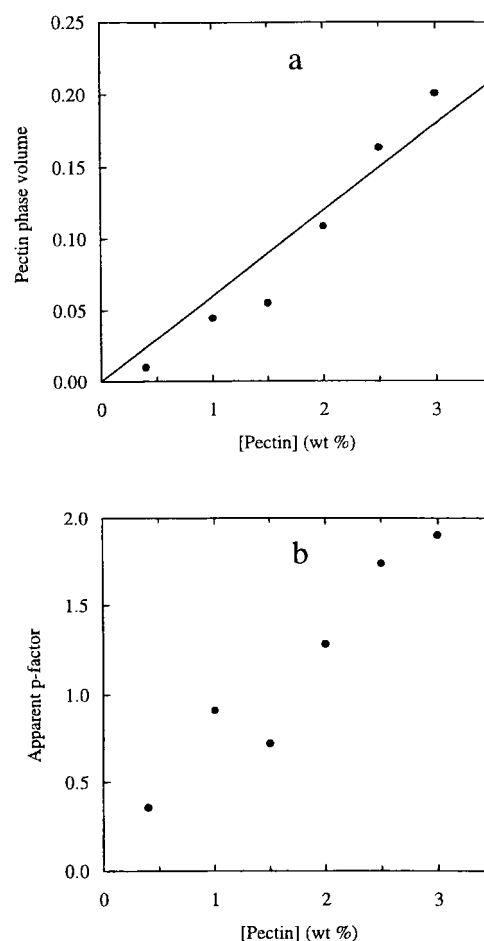 a
0.25
0.20
0.15
0.10
0.05
0.00
Pectin phase volume
0 1 2 3
[Pectin] (wt %)
b
2.0
1.5
1.0
0.5
0.0
Apparent p-factor
0 1 2 3
[Pectin] (wt %)